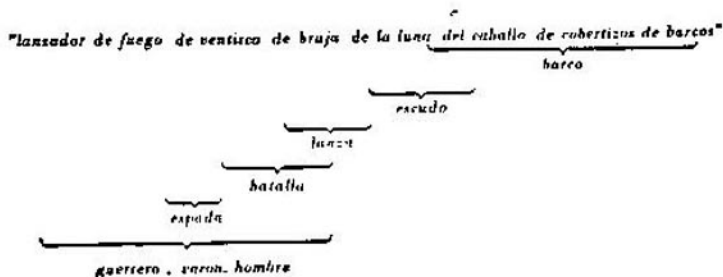 "lanzador de fuego de ventisca de bruja de la luna del caballo de cobertizos de barcos"
barco
escudo
lanza
batalla
espada
guerrero, varon, hombre